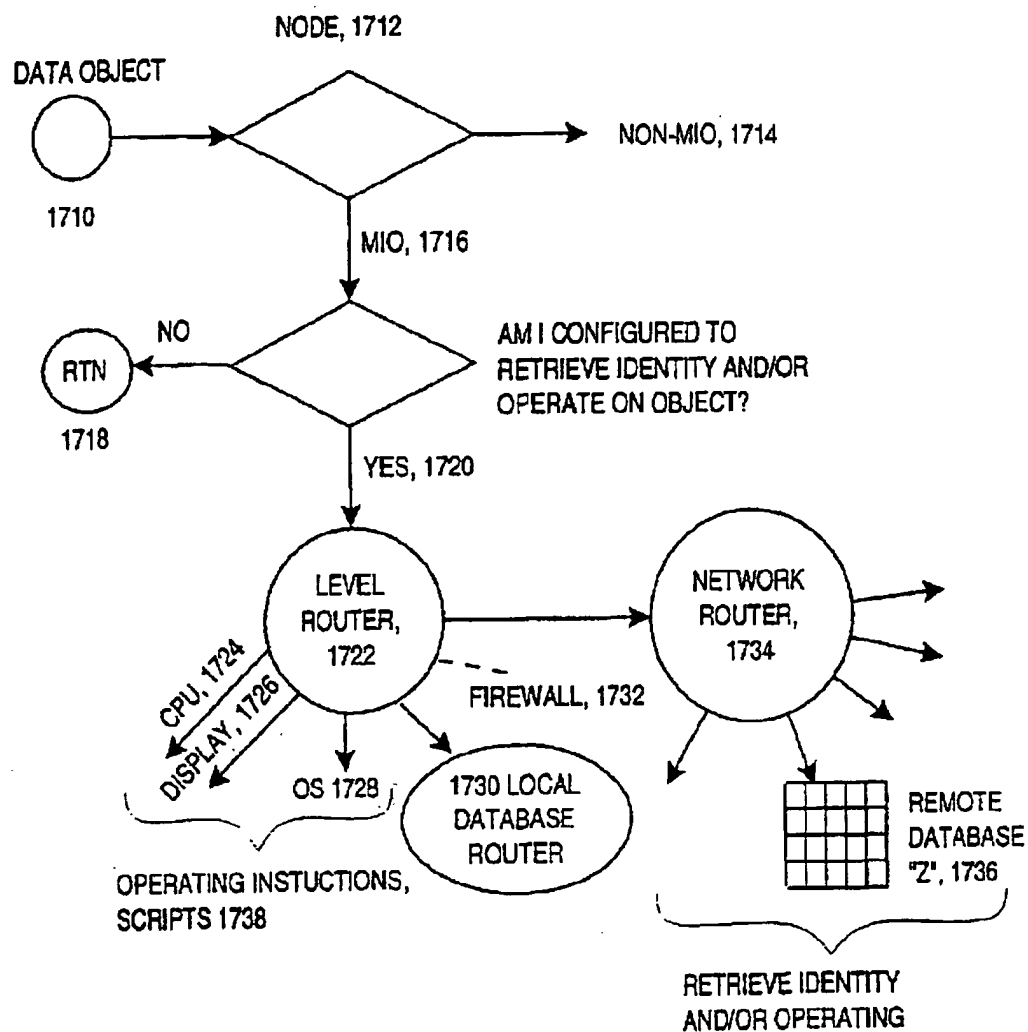 NODE, 1712
DATA OBJECT
1710
NON-MIO, 1714
MIO, 1716
NO
RTN
1718
AM I CONFIGURED TO
RETRIEVE IDENTITY AND/OR
OPERATE ON OBJECT?
YES, 1720
LEVEL
ROUTER,
1722
NETWORK
ROUTER,
1734
CPU, 1724
DISPLAY, 1726
OS 1728
FIREWALL, 1732
1730 LOCAL
DATABASE
ROUTER
REMOTE
DATABASE
"Z", 1736
OPERATING INSTUCTIONS,
SCRIPTS 1738
RETRIEVE IDENTITY
AND/OR OPERATING